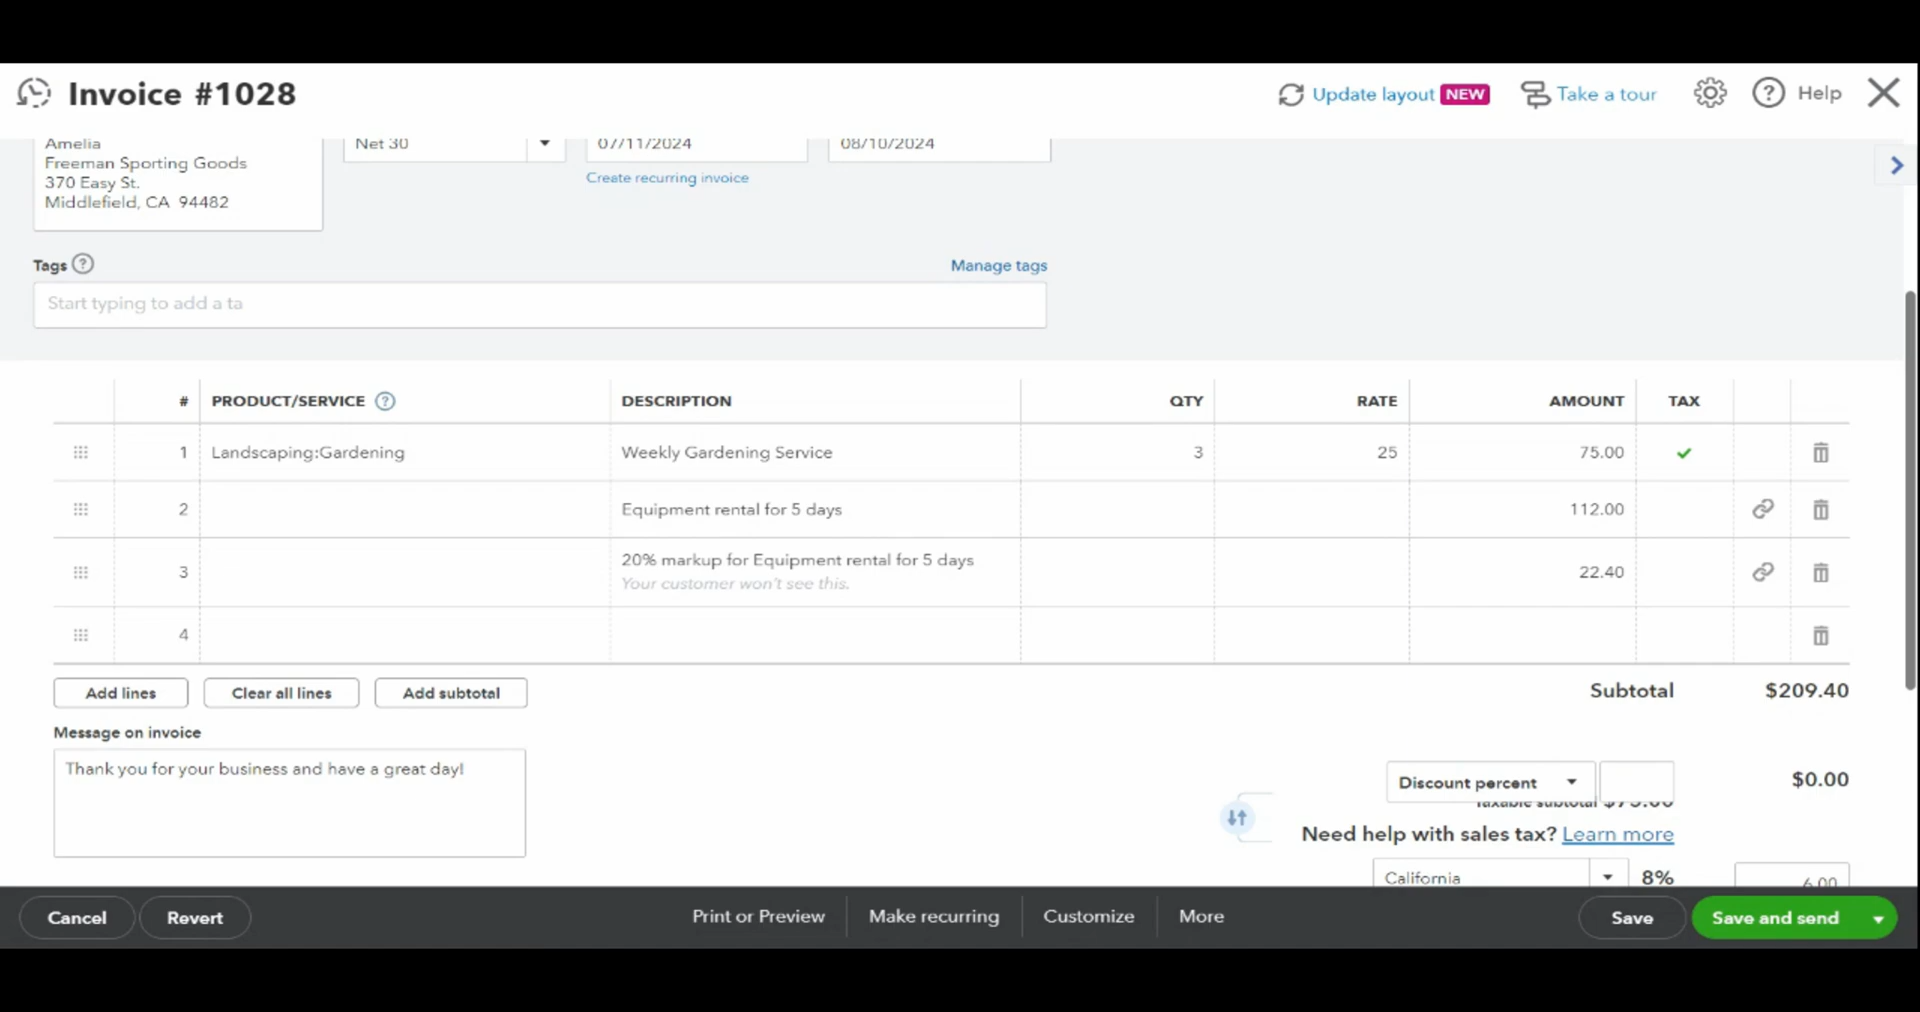 Invoice #1028
Update layout NEW
Take a tour
Help
Amelia
Freeman Sporting Goods
370 Easy St.
Middlefield, CA 94482
Net 30
07/11/2024
08/10/2024
Create recurring invoice
Tags
Manage tags
Start typing to add a ta
# PRODUCT/SERVICE DESCRIPTION QTY RATE AMOUNT TAX
1 Landscaping:Gardening Weekly Gardening Service 3 25 75.00
2 Equipment rental for 5 days 112.00
3 20% markup for Equipment rental for 5 days 22.40
Your customer won't see this.
4
Add lines Clear all lines Add subtotal
Subtotal $209.40
Message on invoice
Thank you for your business and have a great day!
Discount percent $0.00
Taxable subtotal $75.00
Need help with sales tax? Learn more
California 8% 6.00
Cancel Revert Print or Preview Make recurring Customize More Save Save and send